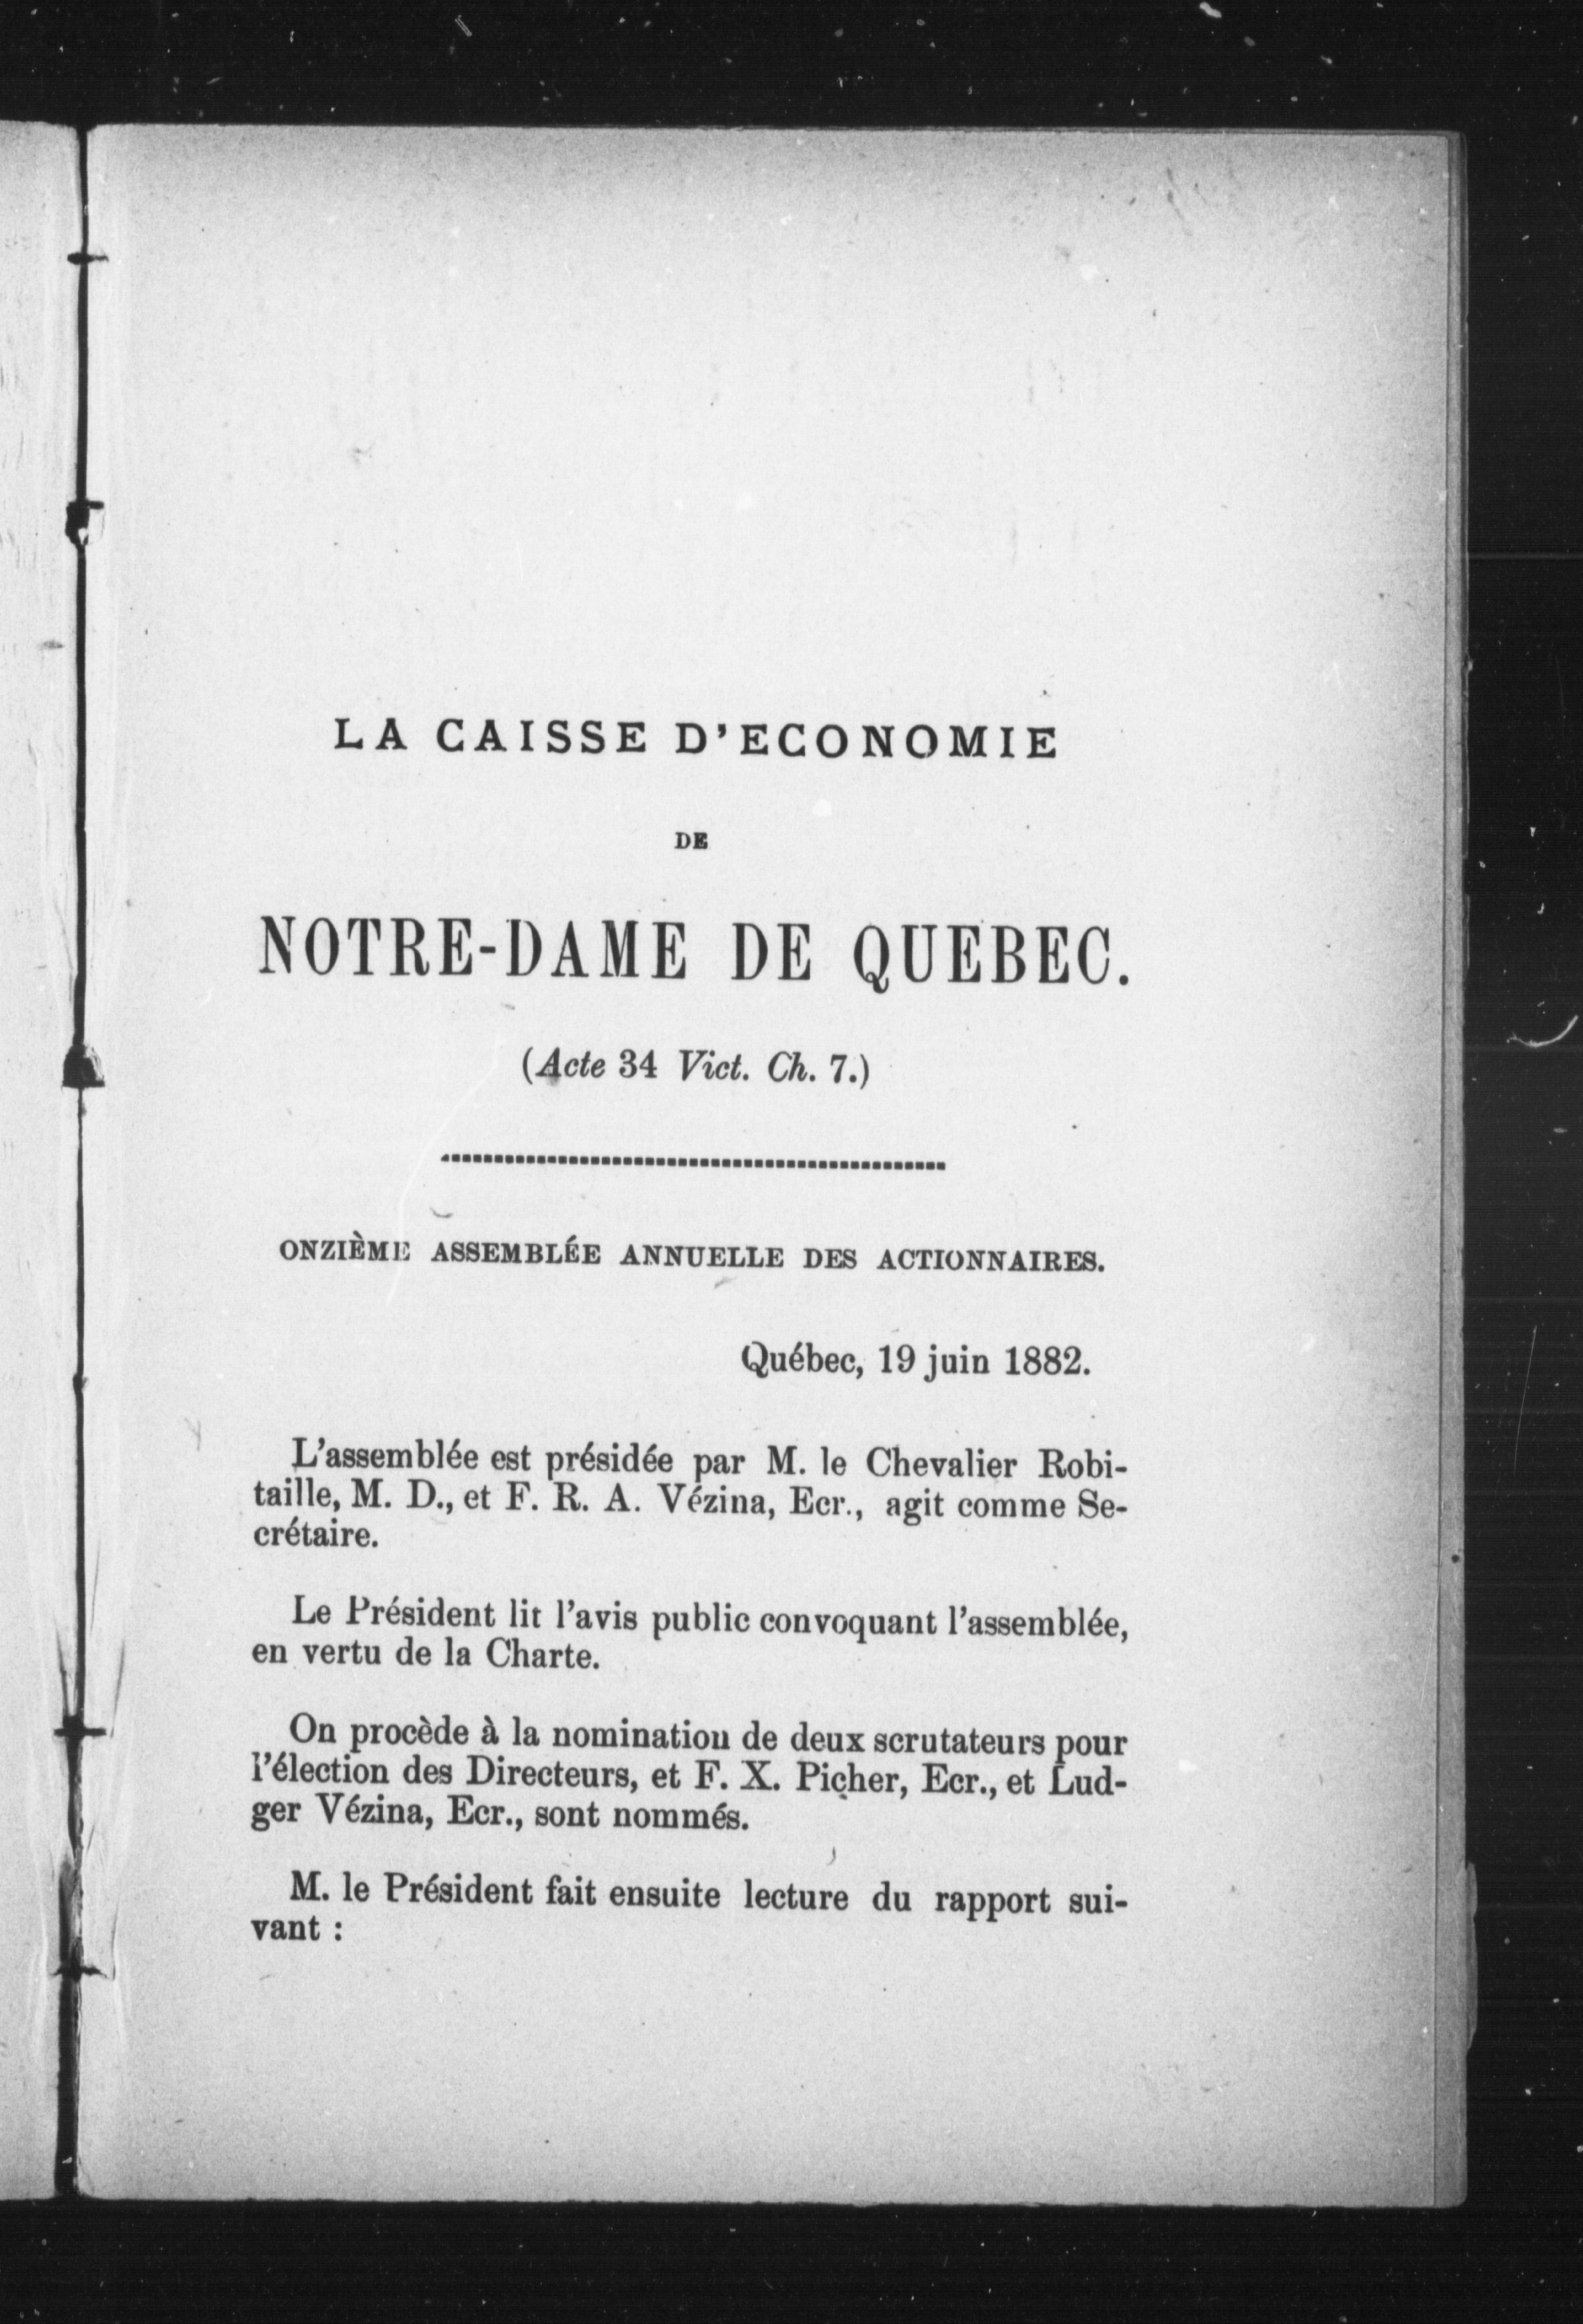 LA CAISSE D'ECONOMIE
DE
NOTRE-DAME DE QUEBEC.
(Acte 34 Vict. Ch. 7.)
ONZIÈME ASSEMBLÉE ANNUELLE DES ACTIONNAIRES.
Québec, 19 juin 1882.
L'assemblée est présidée par M. le Chevalier Robi-
taille, M. D., et F. R. A. Vézina, Ecr., agit comme Se-
crétaire.
Le Président lit l'avis public convoquant l'assemblée,
en vertu de la Charte.
On procède à la nomination de deux scrutateurs pour
l'élection des Directeurs, et F. X. Picher, Ecr., et Lud-
ger Vézina, Ecr., sont nommés.
M. le Président fait ensuite lecture du rapport sui-
vant :